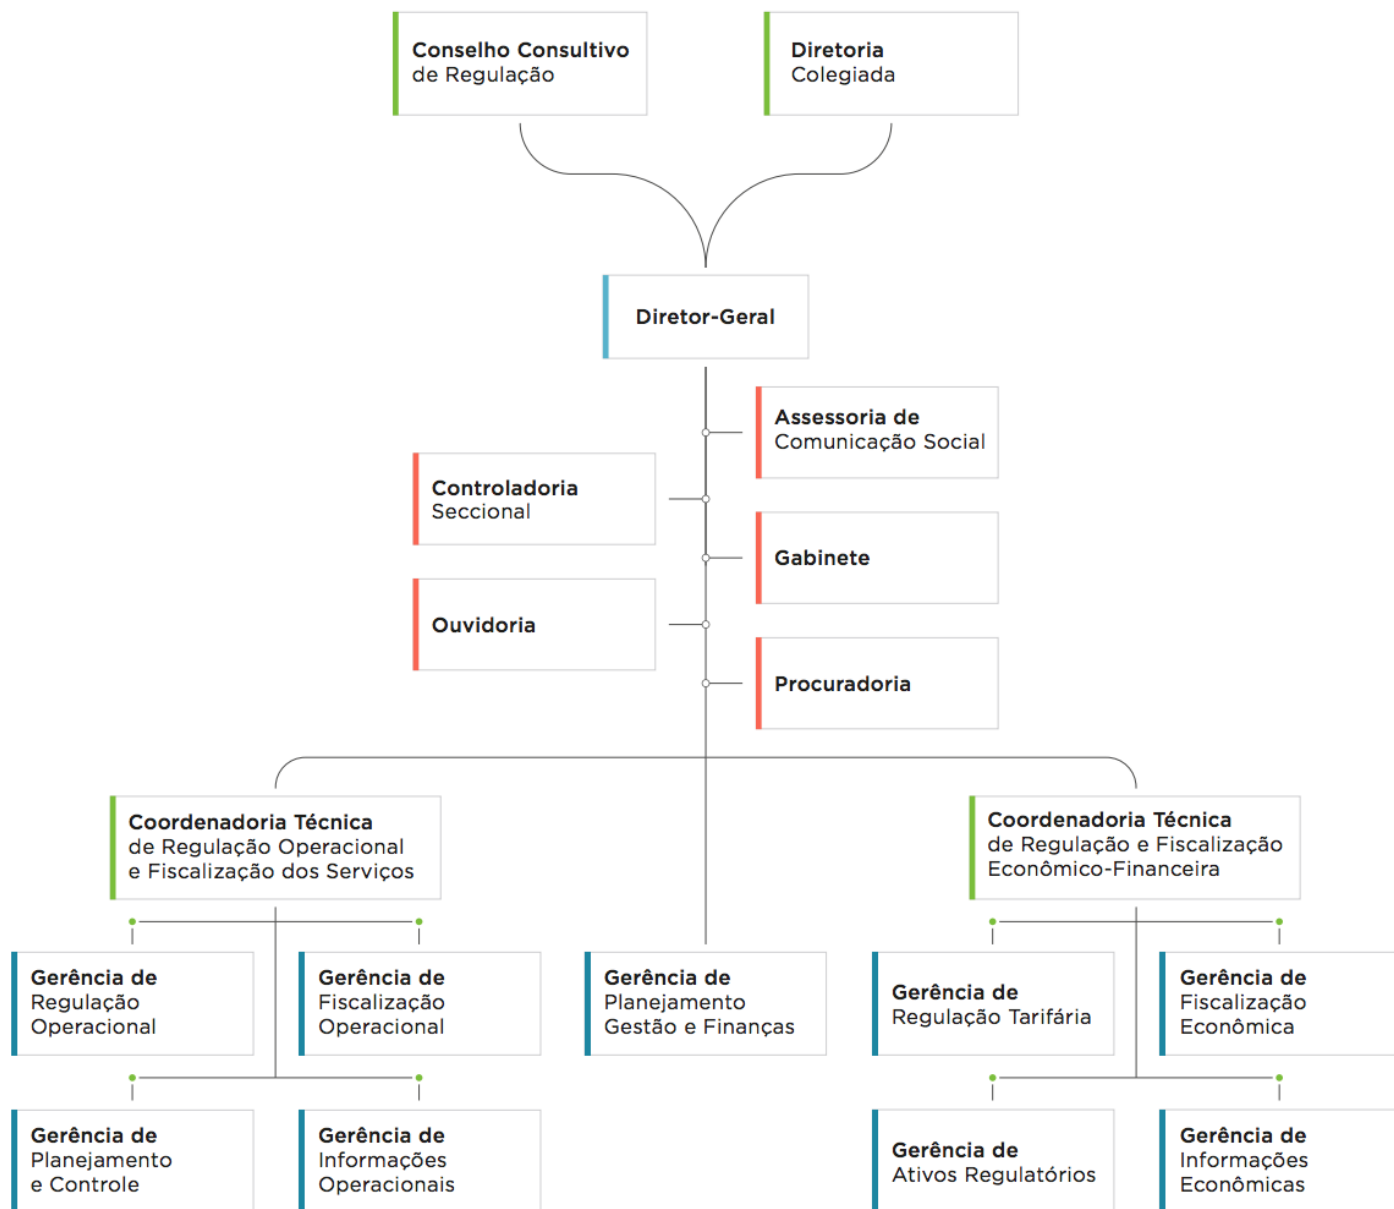 Conselho Consultivo
de Regulação
Diretoria
Colegiada
Diretor-Geral
Assessoria de
Comunicação Social
Controladoria
Seccional
Gabinete
Ouvidoria
Procuradoria
Coordenadoria Técnica
de Regulação Operacional
e Fiscalização dos Serviços
Coordenadoria Técnica
de Regulação e Fiscalização
Econômico-Financeira
Gerência de
Regulação
Operacional
Gerência de
Fiscalização
Operacional
Gerência de
Planejamento
Gestão e Finanças
Gerência de
Regulação Tarifária
Gerência de
Fiscalização
Econômica
Gerência de
Planejamento
e Controle
Gerência de
Informações
Operacionais
Gerência de
Ativos Regulatórios
Gerência de
Informações
Econômicas